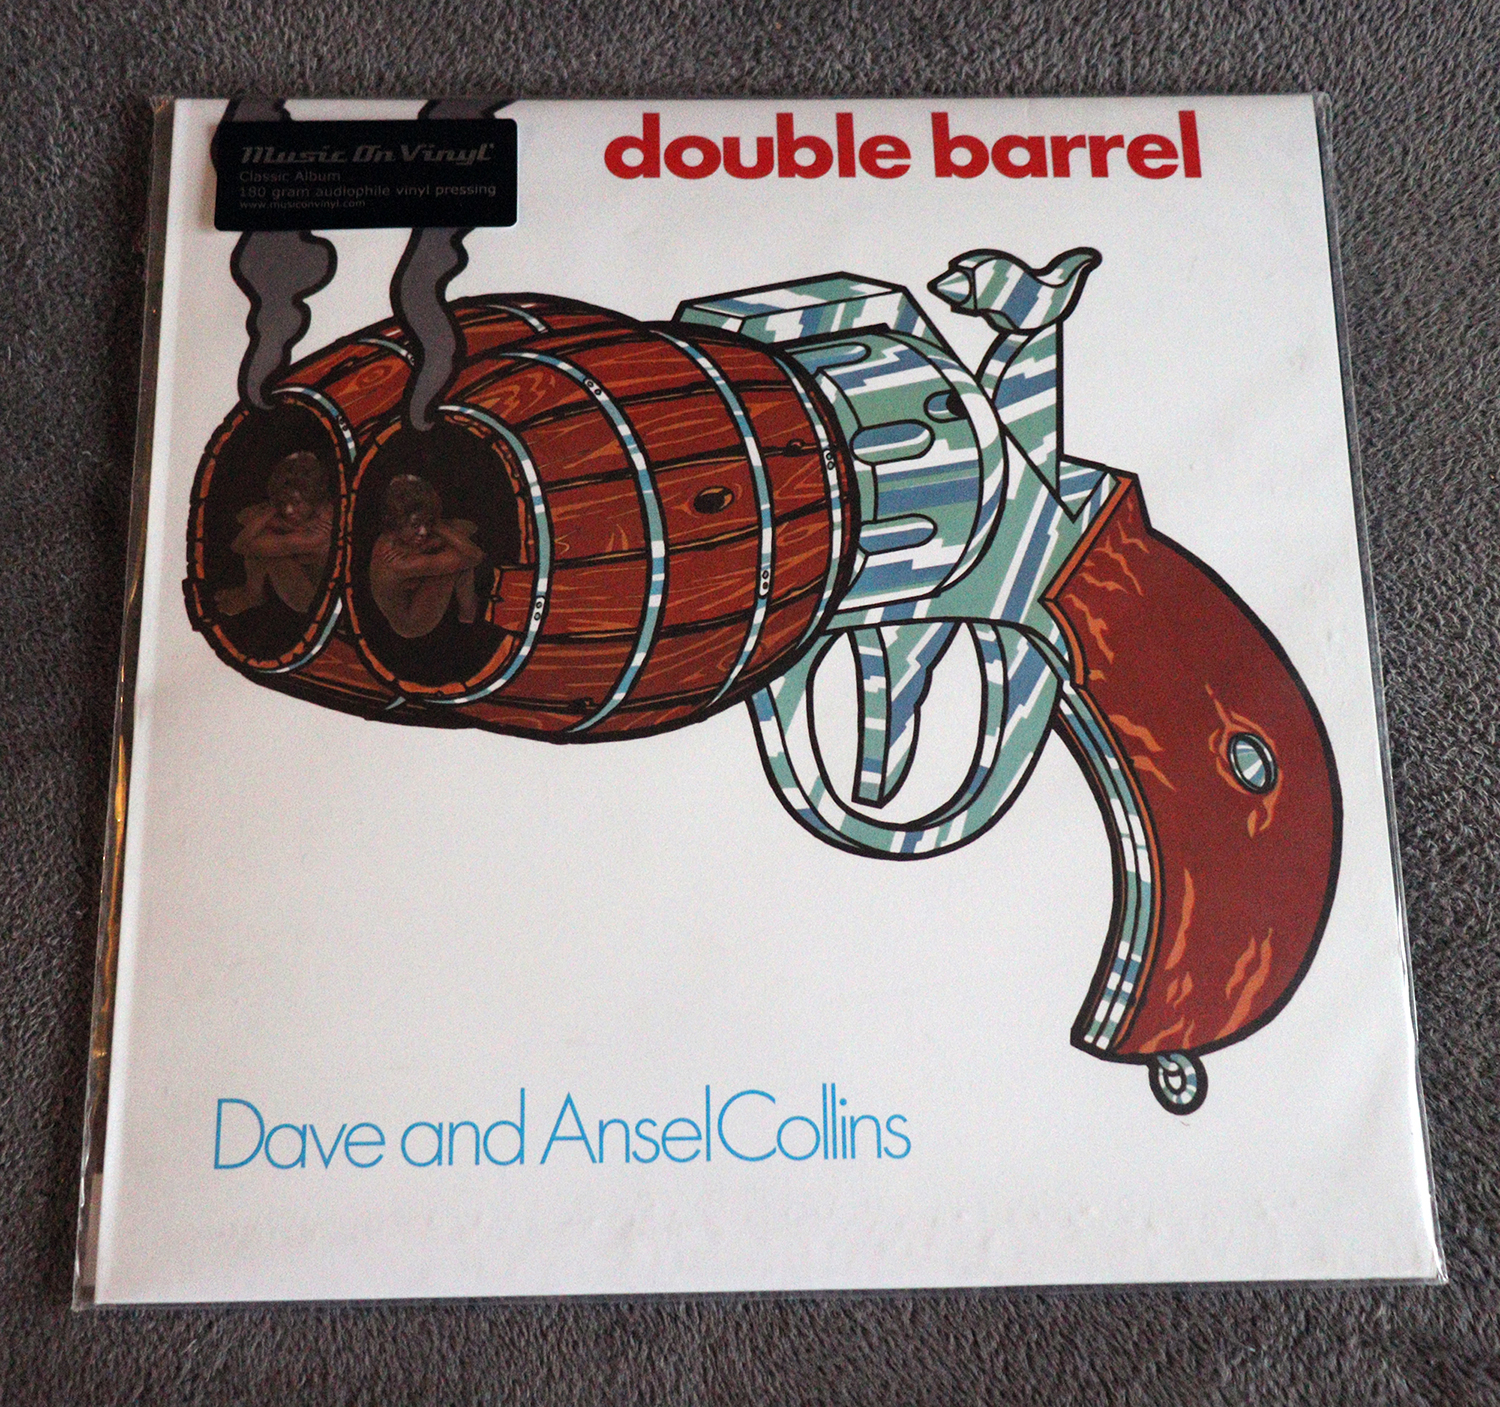 double barrel
Music On Vinyl
Classic Album
180 gram audiophile vinyl pressing
www.musiconvinyl.com
Dave and Ansel Collins